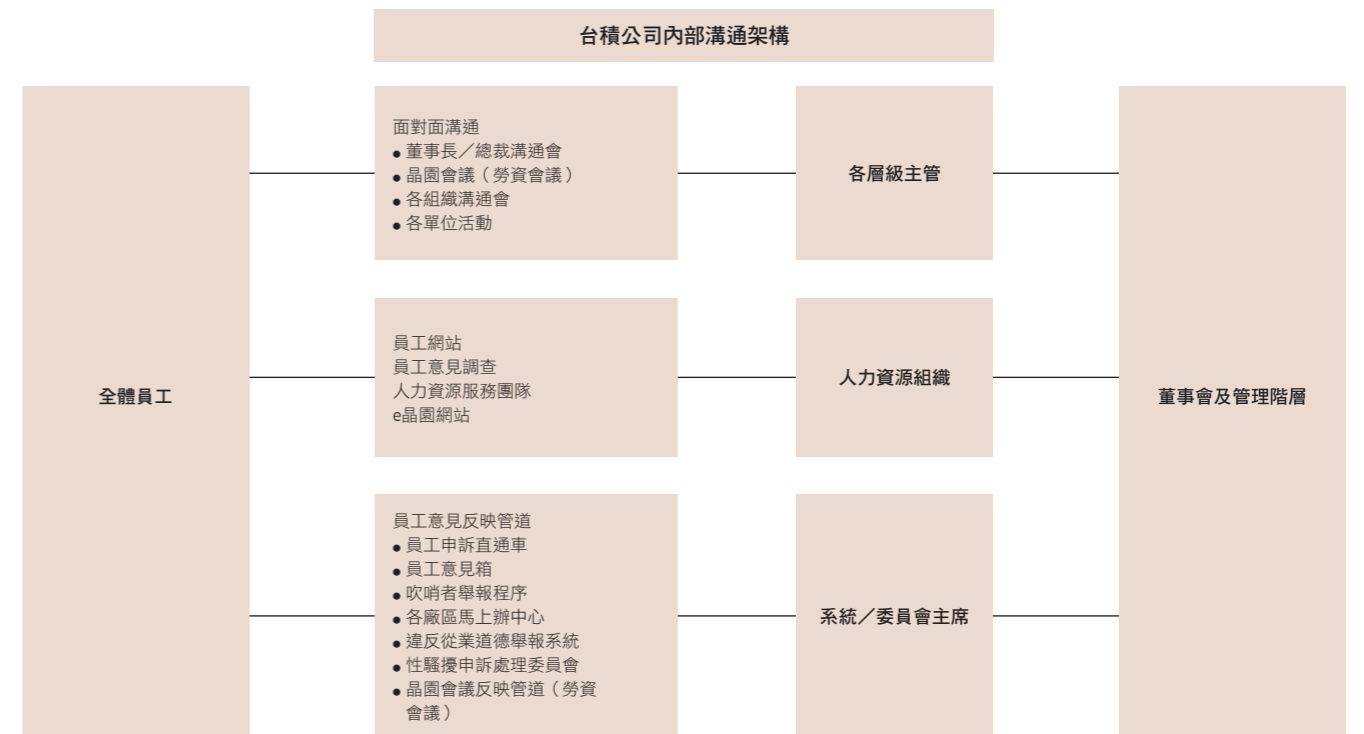 台積公司內部溝通架構
全體員工
面對面溝通
● 董事長／總裁溝通會
● 晶園會議（勞資會議）
● 各組織溝通會
● 各單位活動
各層級主管
員工網站
員工意見調查
人力資源服務團隊
e晶園網站
人力資源組織
員工意見反映管道
● 員工申訴直通車
● 員工意見箱
● 吹哨者舉報程序
● 各廠區馬上辦中心
● 違反從業道德舉報系統
● 性騷擾申訴處理委員會
● 晶園會議反映管道（勞資
會議）
系統／委員會主席
董事會及管理階層